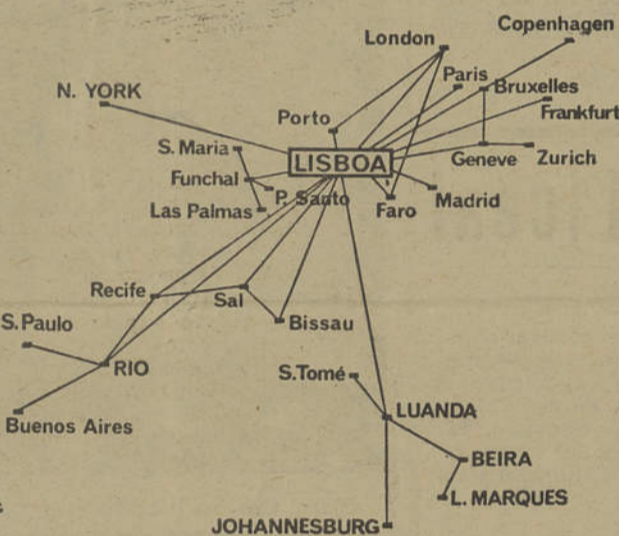 Copenhagen
London
Paris
Bruxelles
N. YORK
Frankfurt
Porto
S. Maria
LISBOA
Geneve
Zurich
Funchal
P. Santo
Madrid
Las Palmas
Faro
Recife
Sal
S. Paulo
Bissau
RIO
S. Tomé
LUANDA
Buenos Aires
BEIRA
L. MARQUES
JOHANNESBURG